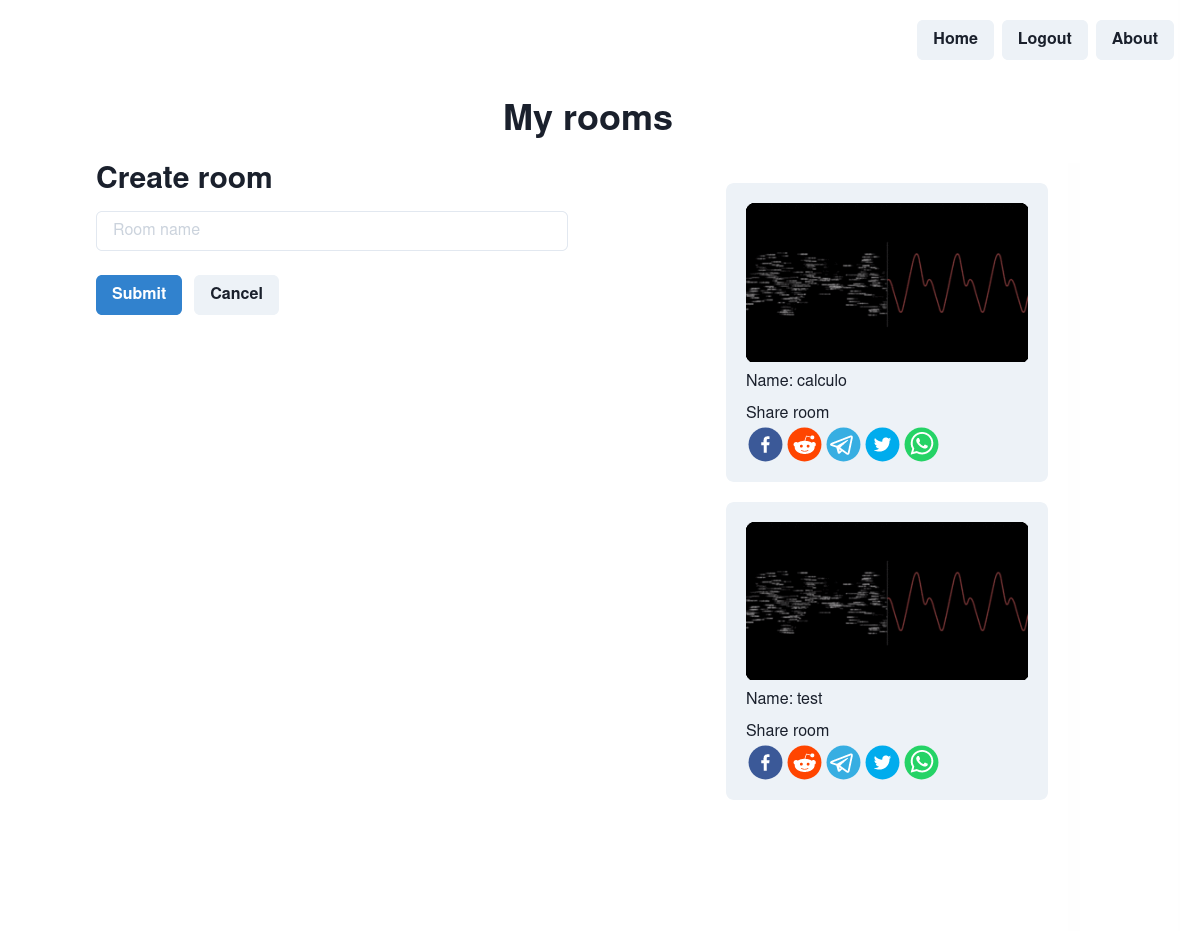 Home Logout About
My rooms
Create room
Room name
Submit Cancel
Name: calculo
Share room
Name: test
Share room